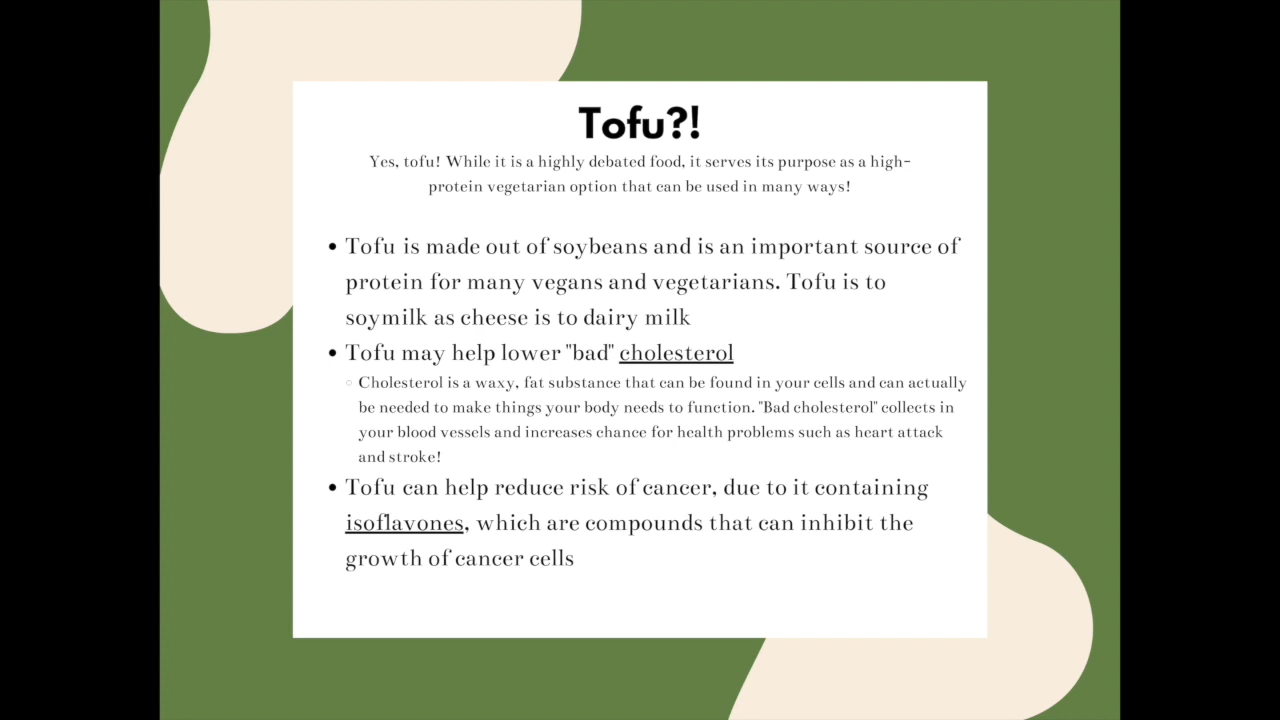 Tofu?!
Yes, tofu! While it is a highly debated food, it serves its purpose as a high-
protein vegetarian option that can be used in many ways!
• Tofu is made out of soybeans and is an important source of
protein for many vegans and vegetarians. Tofu is to
soymilk as cheese is to dairy milk
• Tofu may help lower "bad" cholesterol
◦ Cholesterol is a waxy, fat substance that can be found in your cells and can actually
be needed to make things your body needs to function. "Bad cholesterol" collects in
your blood vessels and increases chance for health problems such as heart attack
and stroke!
• Tofu can help reduce risk of cancer, due to it containing
isoflavones, which are compounds that can inhibit the
growth of cancer cells